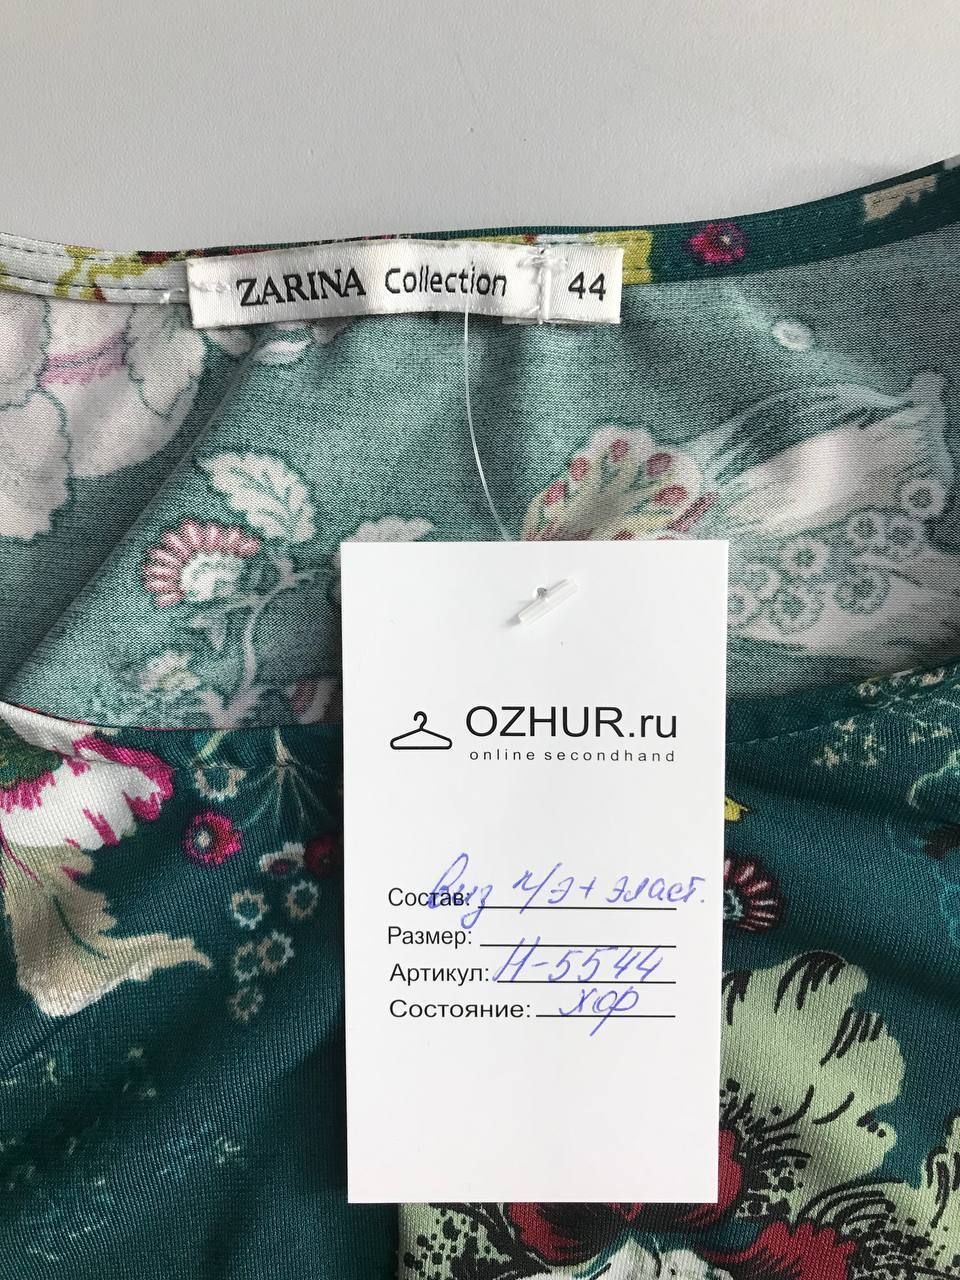 ZARINA Collection 44
OZHUR.ru
online secondhand
Состав: Виз п/э + эласт.
Размер:
Артикул: Н-5544
Состояние: хор